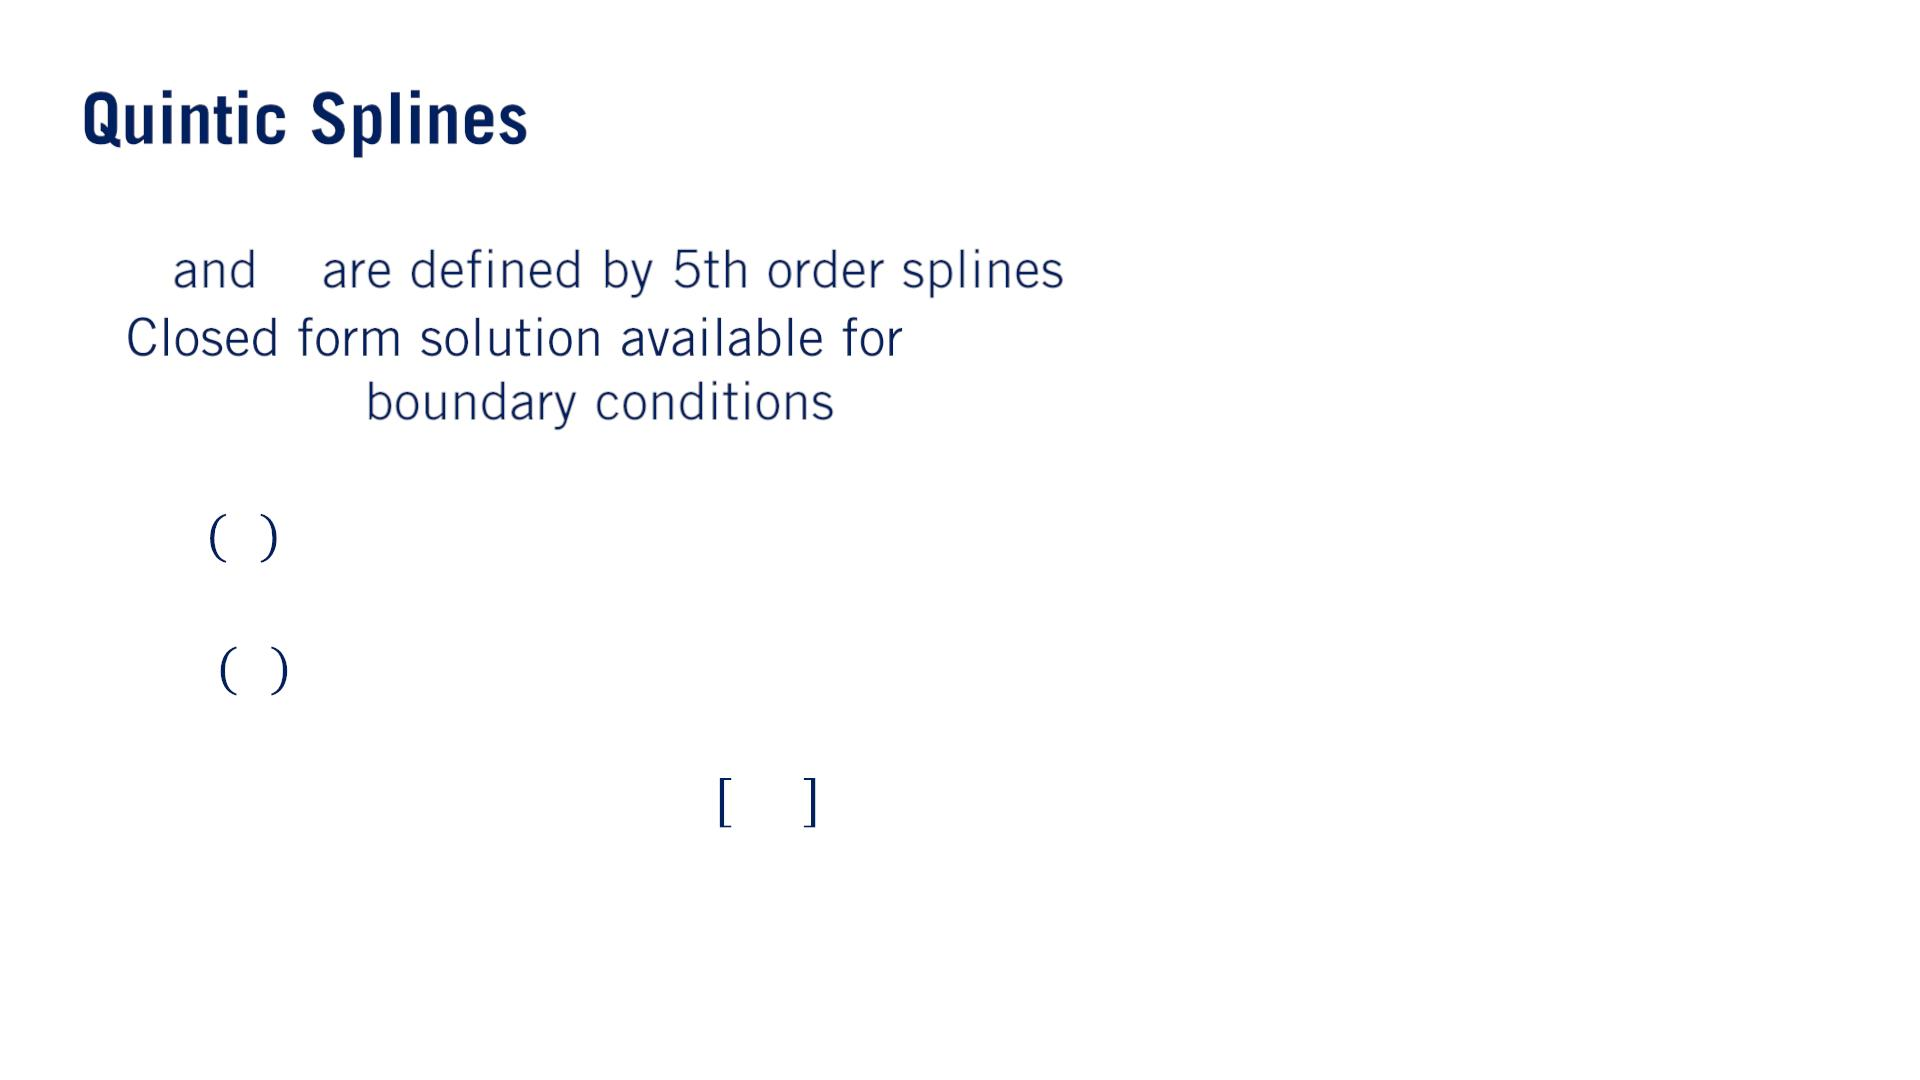 Quintic Splines
and are defined by 5th order splines
Closed form solution available for
boundary conditions
( )
( )
[ ]